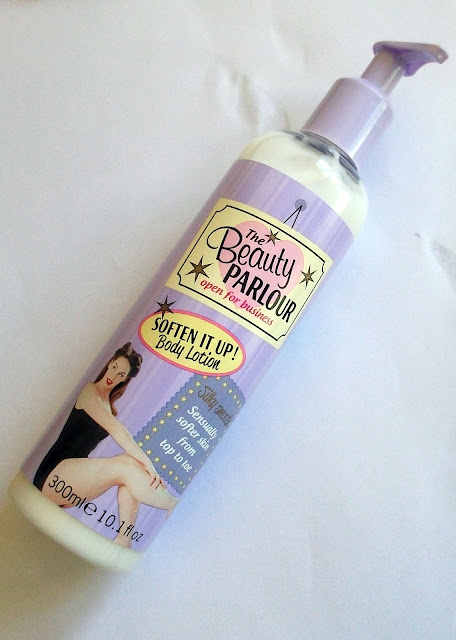 The
Beauty
PARLOUR
open for business
SOFTEN IT UP!
Body Lotion
Silky
Sensually
softer skin
from
top to toe
300ml e 10.1 fl oz